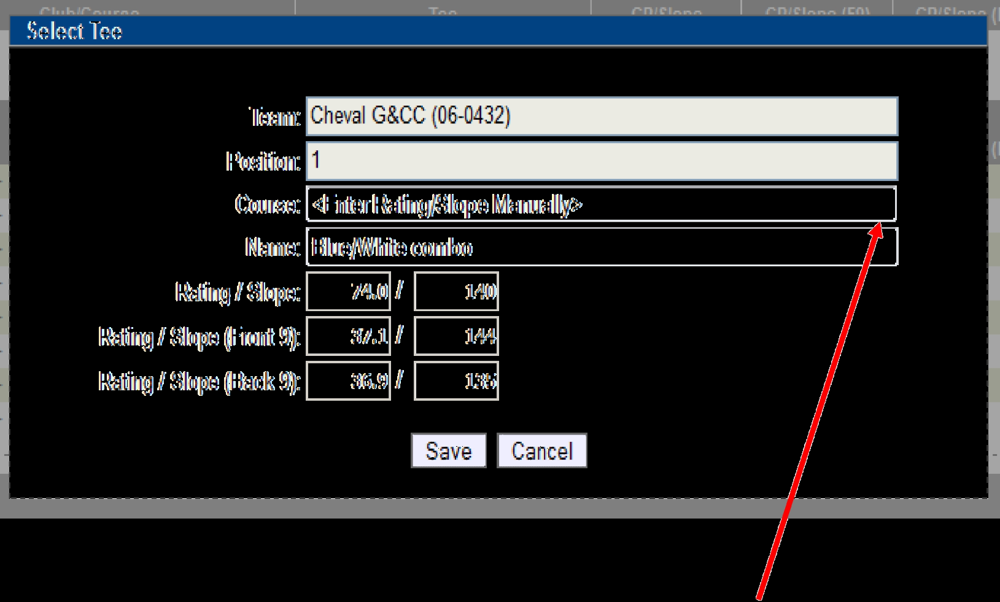 Club/Course Tee CR/Slope CR/Slope (F9) CR/Slope (
Select Tee
Team: Cheval G&CC (06-0432)
Position: 1
Course: <Enter Rating/Slope Manually>
Name: Blue/White combo
Rating / Slope: 74.0 / 140
Rating / Slope (Front 9): 37.1 / 144
Rating / Slope (Back 9): 36.9 / 135
Save Cancel